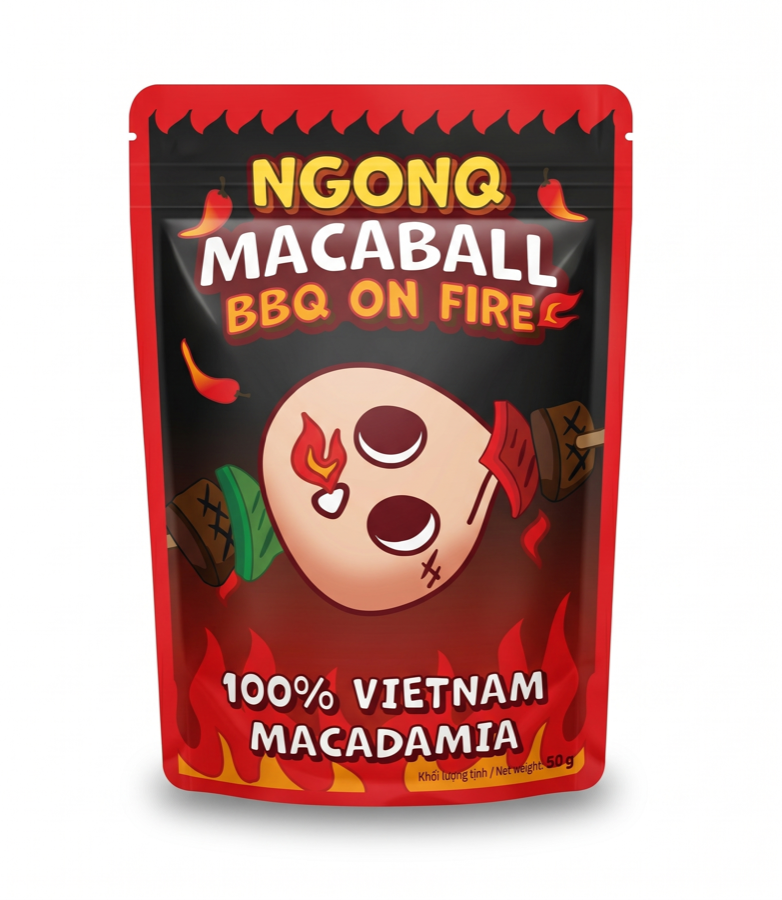 NGONQ
MACABALL
BBQ ON FIRE
100% VIETNAM
MACADAMIA
Khối lượng tịnh / Net weight: 50 g